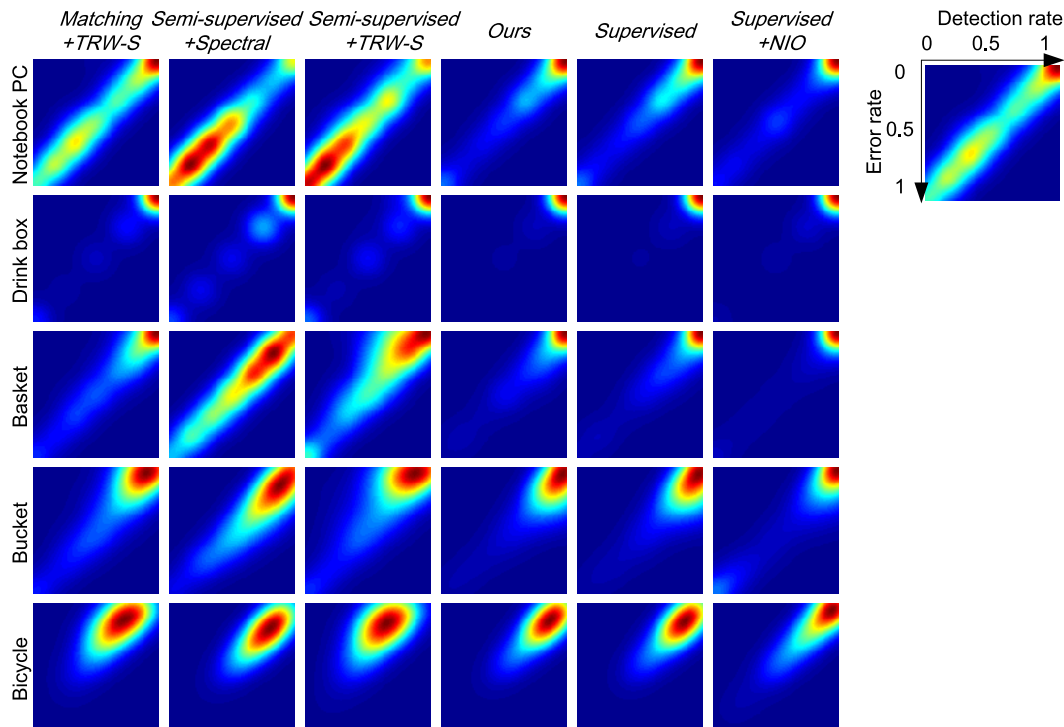 Matching
+TRW-S
Semi-supervised
+Spectral
Semi-supervised
+TRW-S
Ours
Supervised
Supervised
+NIO
Detection rate
0 0.5 1
Error rate
0
0.5
1
Notebook PC
Drink box
Basket
Bucket
Bicycle